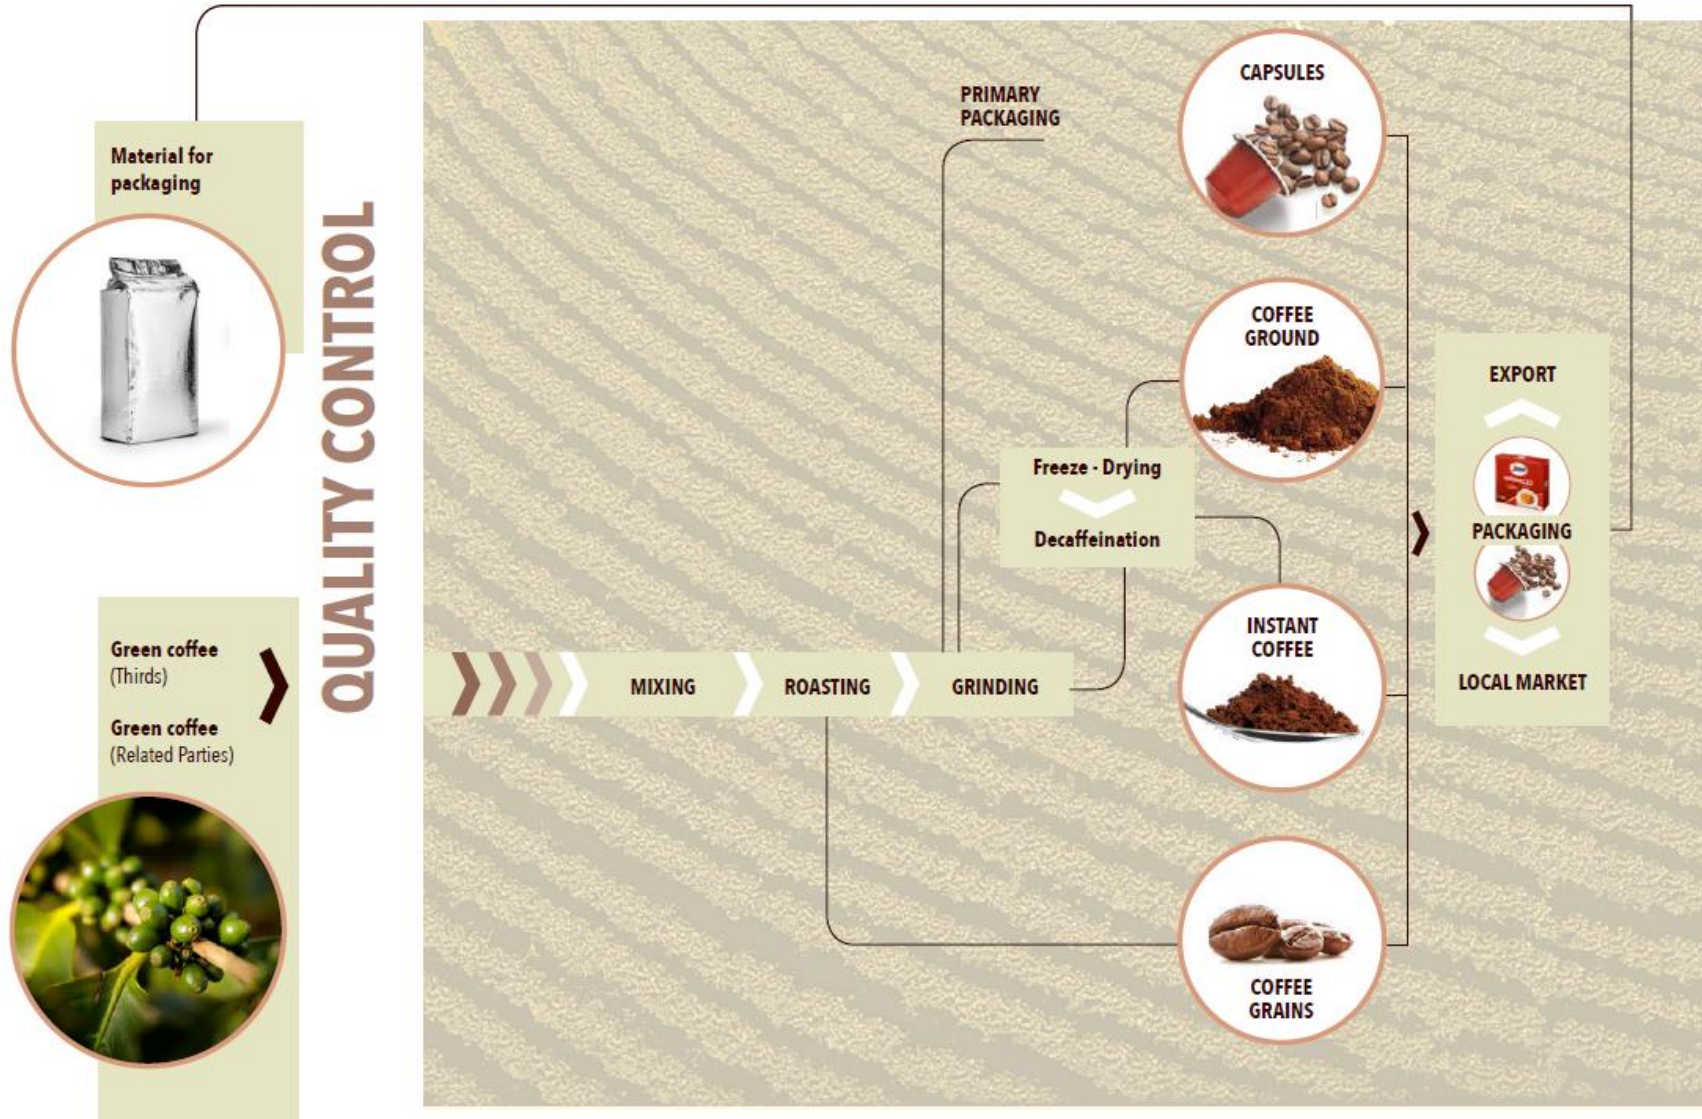 Material for
packaging
QUALITY CONTROL
Green coffee
(Thirds)
Green coffee
(Related Parties)
MIXING
ROASTING
GRINDING
PRIMARY
PACKAGING
Freeze - Drying
Decaffeination
CAPSULES
COFFEE
GROUND
INSTANT
COFFEE
COFFEE
GRAINS
EXPORT
PACKAGING
LOCAL MARKET